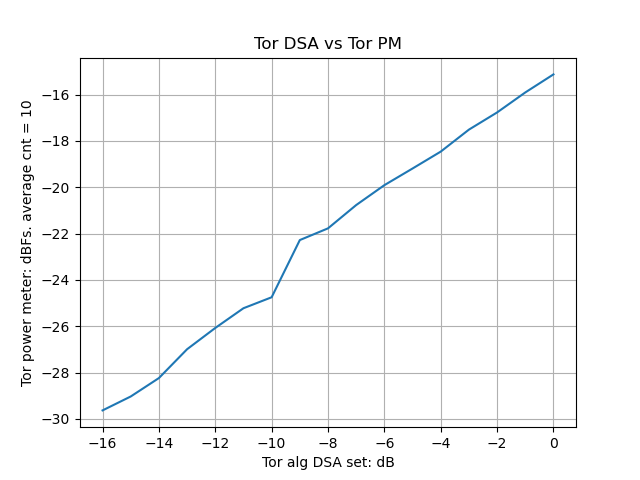 Tor DSA vs Tor PM
Tor power meter: dBFs. average cnt = 10
−16
−18
−20
−22
−24
−26
−28
−30
−16 −14 −12 −10 −8 −6 −4 −2 0
Tor alg DSA set: dB